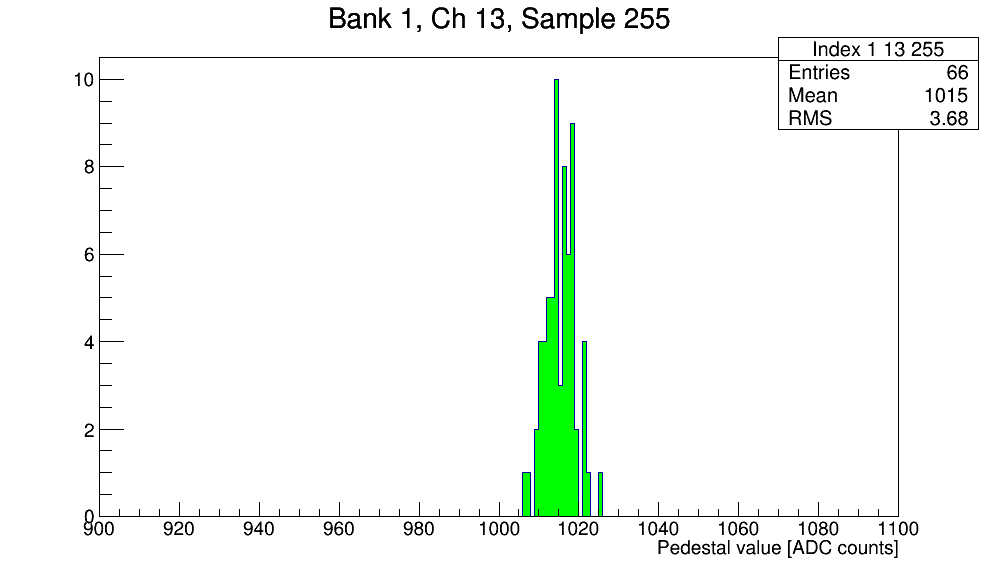 Bank 1, Ch 13, Sample 255
Index 1 13 255
Entries 66
Mean 1015
RMS 3.68
10
8
6
4
2
0
900 920 940 960 980 1000 1020 1040 1060 1080 1100
Pedestal value [ADC counts]